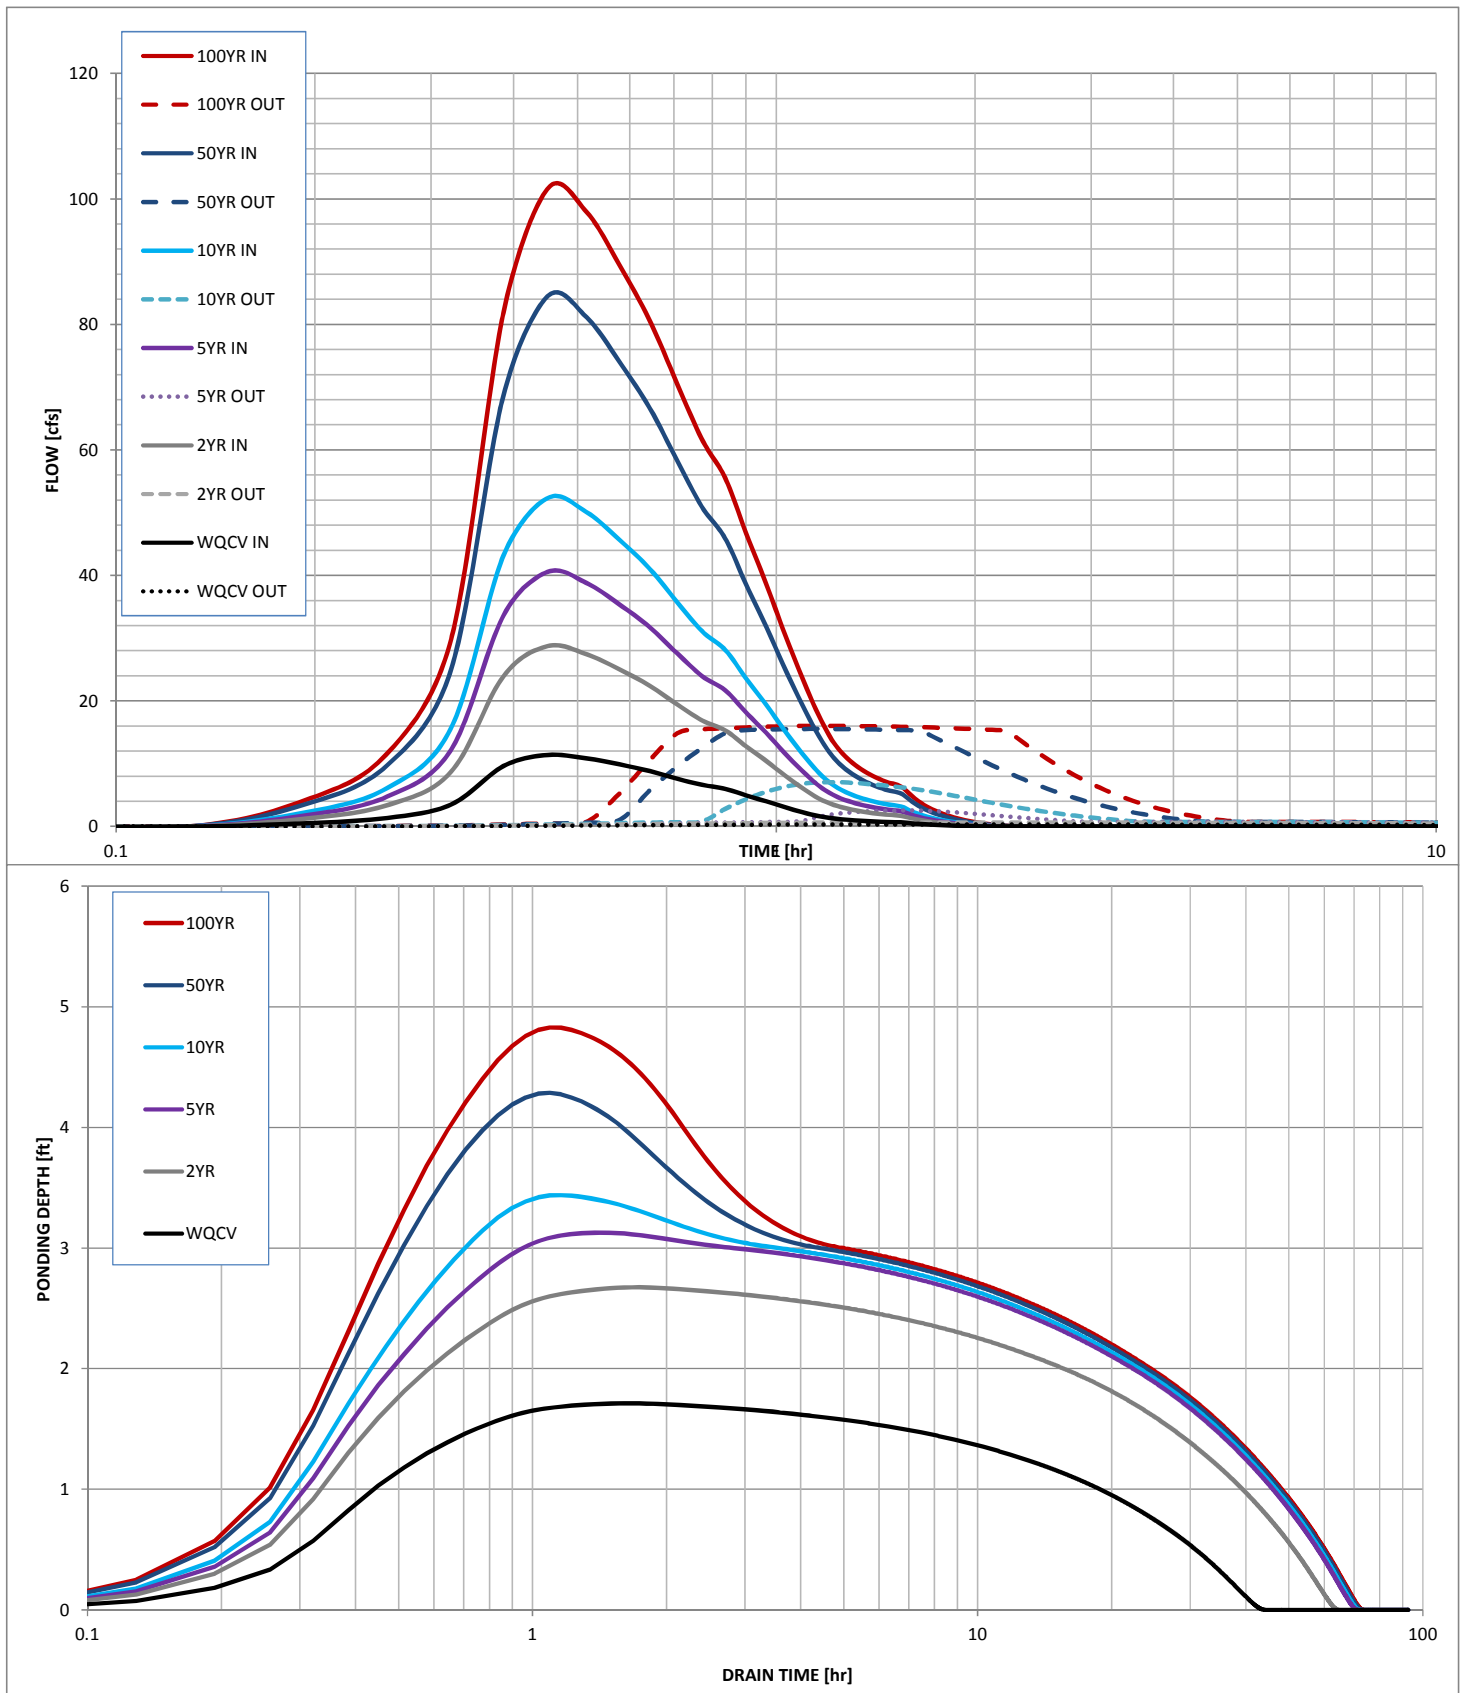 100YR IN
100YR OUT
50YR IN
50YR OUT
10YR IN
10YR OUT
5YR IN
5YR OUT
2YR IN
2YR OUT
WQCV IN
WQCV OUT
120
100
80
60
40
20
0
FLOW [cfs]
0.1
1
10
TIME [hr]
100YR
50YR
10YR
5YR
2YR
WQCV
6
5
4
3
2
1
0
PONDING DEPTH [ft]
0.1
1
10
100
DRAIN TIME [hr]